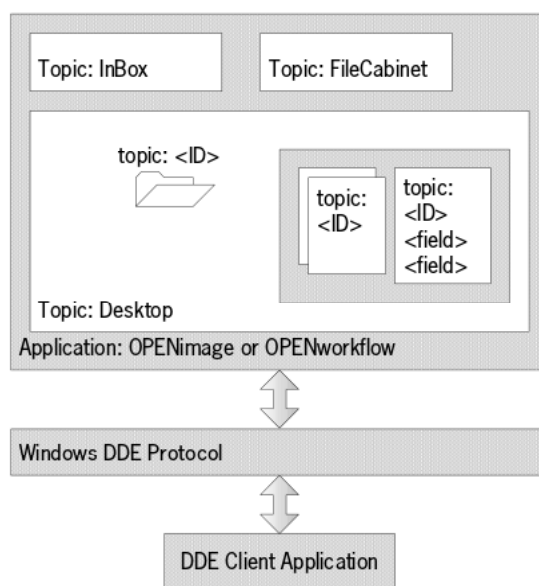 Topic: InBox
Topic: FileCabinet
topic: <ID>
topic:
<ID>
topic:
<ID>
<field>
<field>
Topic: Desktop
Application: OPENimage or OPENworkflow
Windows DDE Protocol
DDE Client Application